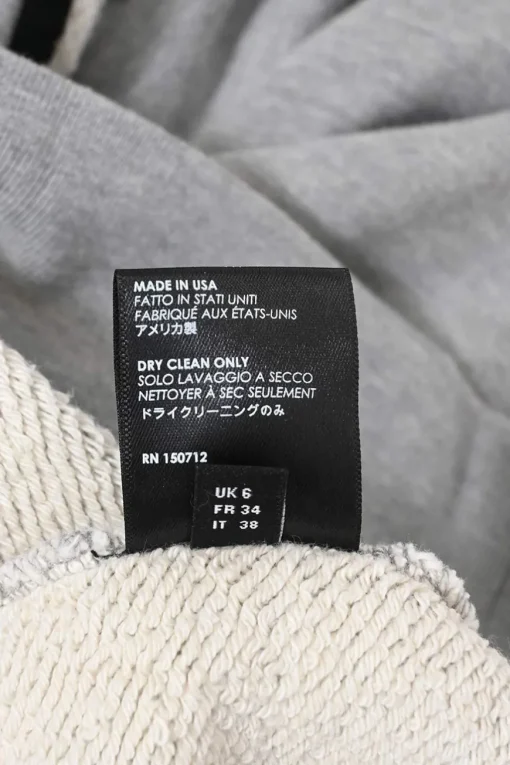 MADE IN USA
FATTO IN STATI UNITI
FABRIQUÉ AUX ÉTATS-UNIS
アメリカ製
DRY CLEAN ONLY
SOLO LAVAGGIO A SECCO
NETTOYER À SEC SEULEMENT
ドライクリーニングのみ
RN 150712
UK 6
FR 34
IT 38